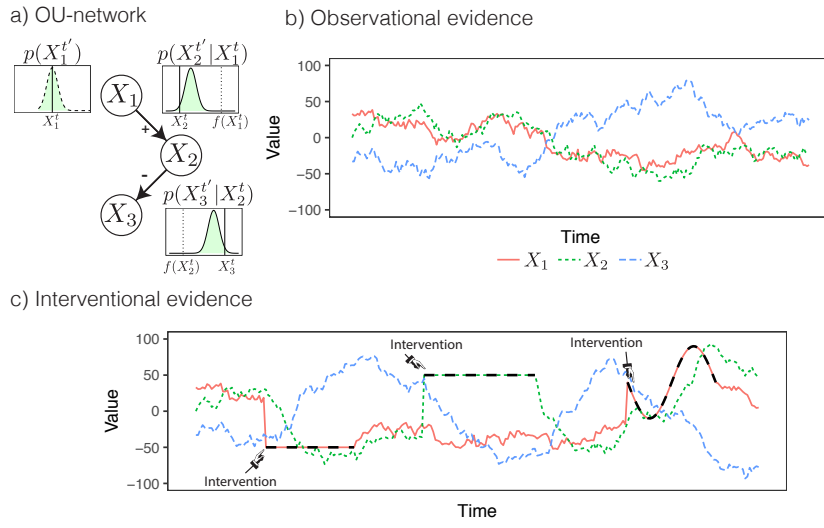 a) OU-network
p(X₁ᵗ′)
X₁ᵗ
p(X₂ᵗ′|X₁ᵗ)
X₂ᵗ f(X₁ᵗ)
X₁
+
X₂
-
X₃
p(X₃ᵗ′|X₂ᵗ)
f(X₂ᵗ) X₃ᵗ
b) Observational evidence
Value
100
50
0
−50
−100
Time
X₁ X₂ X₃
c) Interventional evidence
Value
100
50
0
−50
−100
Intervention
Intervention
Intervention
Time